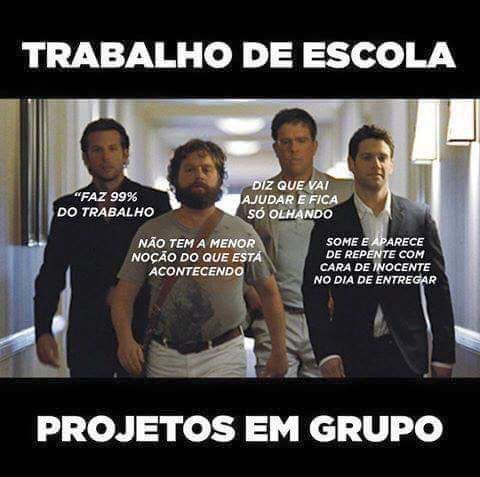 TRABALHO DE ESCOLA
“FAZ 99%
DO TRABALHO
NÃO TEM A MENOR
NOÇÃO DO QUE ESTÁ
ACONTECENDO
DIZ QUE VAI
AJUDAR E FICA
SÓ OLHANDO
SOME E APARECE
DE REPENTE COM
CARA DE INOCENTE
NO DIA DE ENTREGAR
PROJETOS EM GRUPO